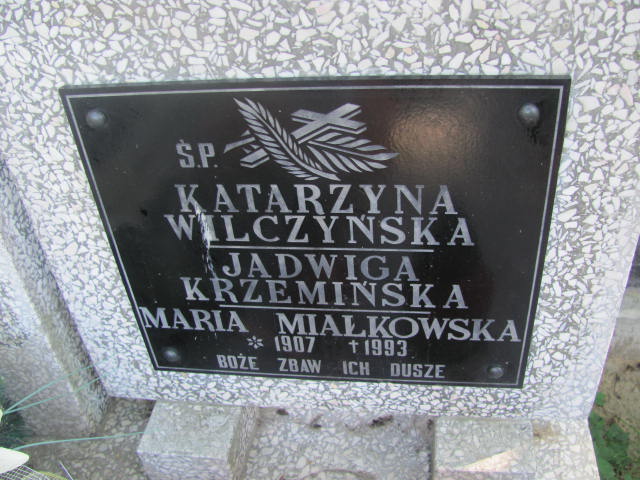 Ś.P.
KATARZYNA
WILCZYŃSKA
JADWIGA
KRZEMIŃSKA
MARIA MIAŁKOWSKA
* 1907 †1993
BOŻE ZBAW ICH DUSZE